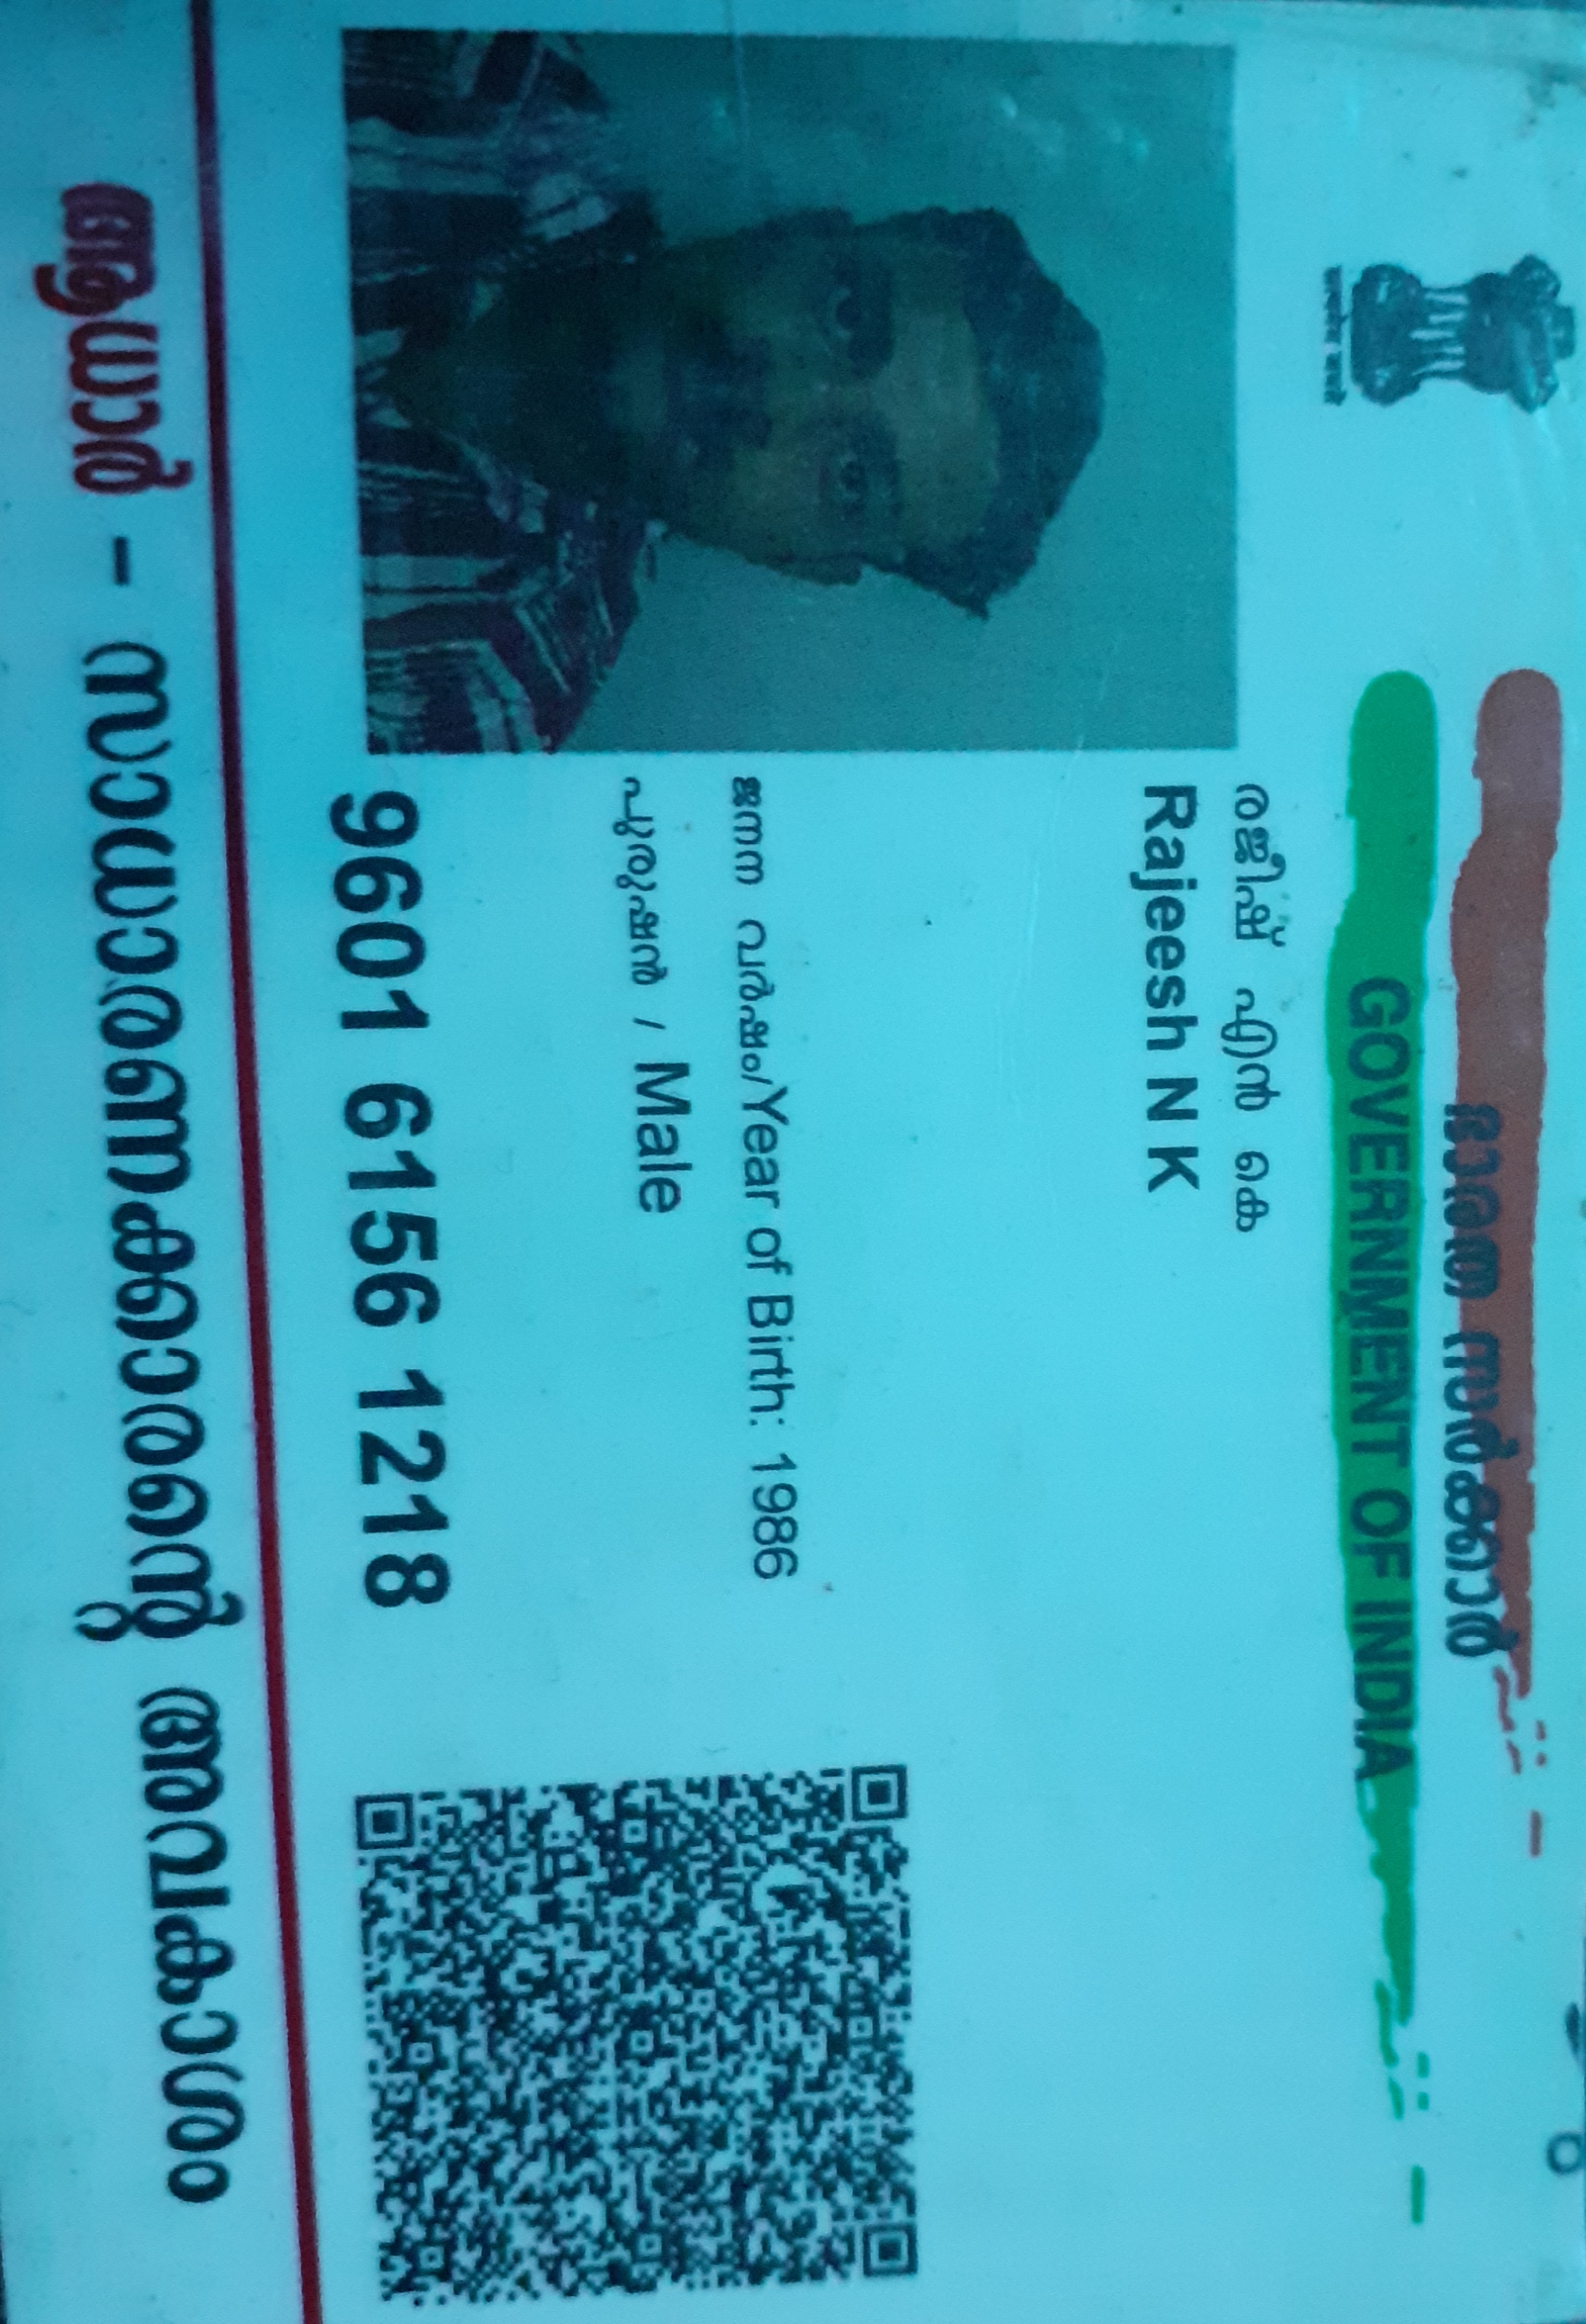 ഭാരത സർക്കാർ
GOVERNMENT OF INDIA
രജീഷ് എൻ കെ
Rajeesh N K
ജനന വർഷം/Year of Birth: 1986
പുരുഷൻ / Male
9601 6156 1218
ആധാർ - സാധാരണക്കാരന്റെ അവകാശം